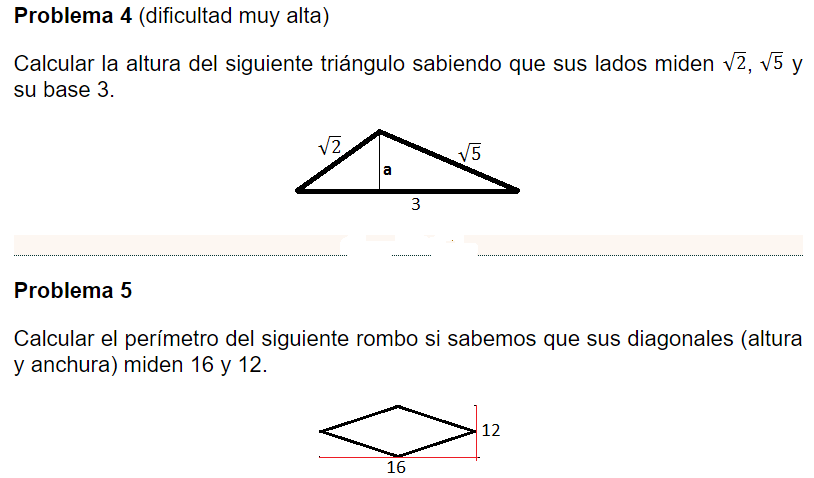 Problema 4 (dificultad muy alta)
Calcular la altura del siguiente triángulo sabiendo que sus lados miden √2, √5 y
su base 3.
√2
√5
a
3
Problema 5
Calcular el perímetro del siguiente rombo si sabemos que sus diagonales (altura
y anchura) miden 16 y 12.
12
16